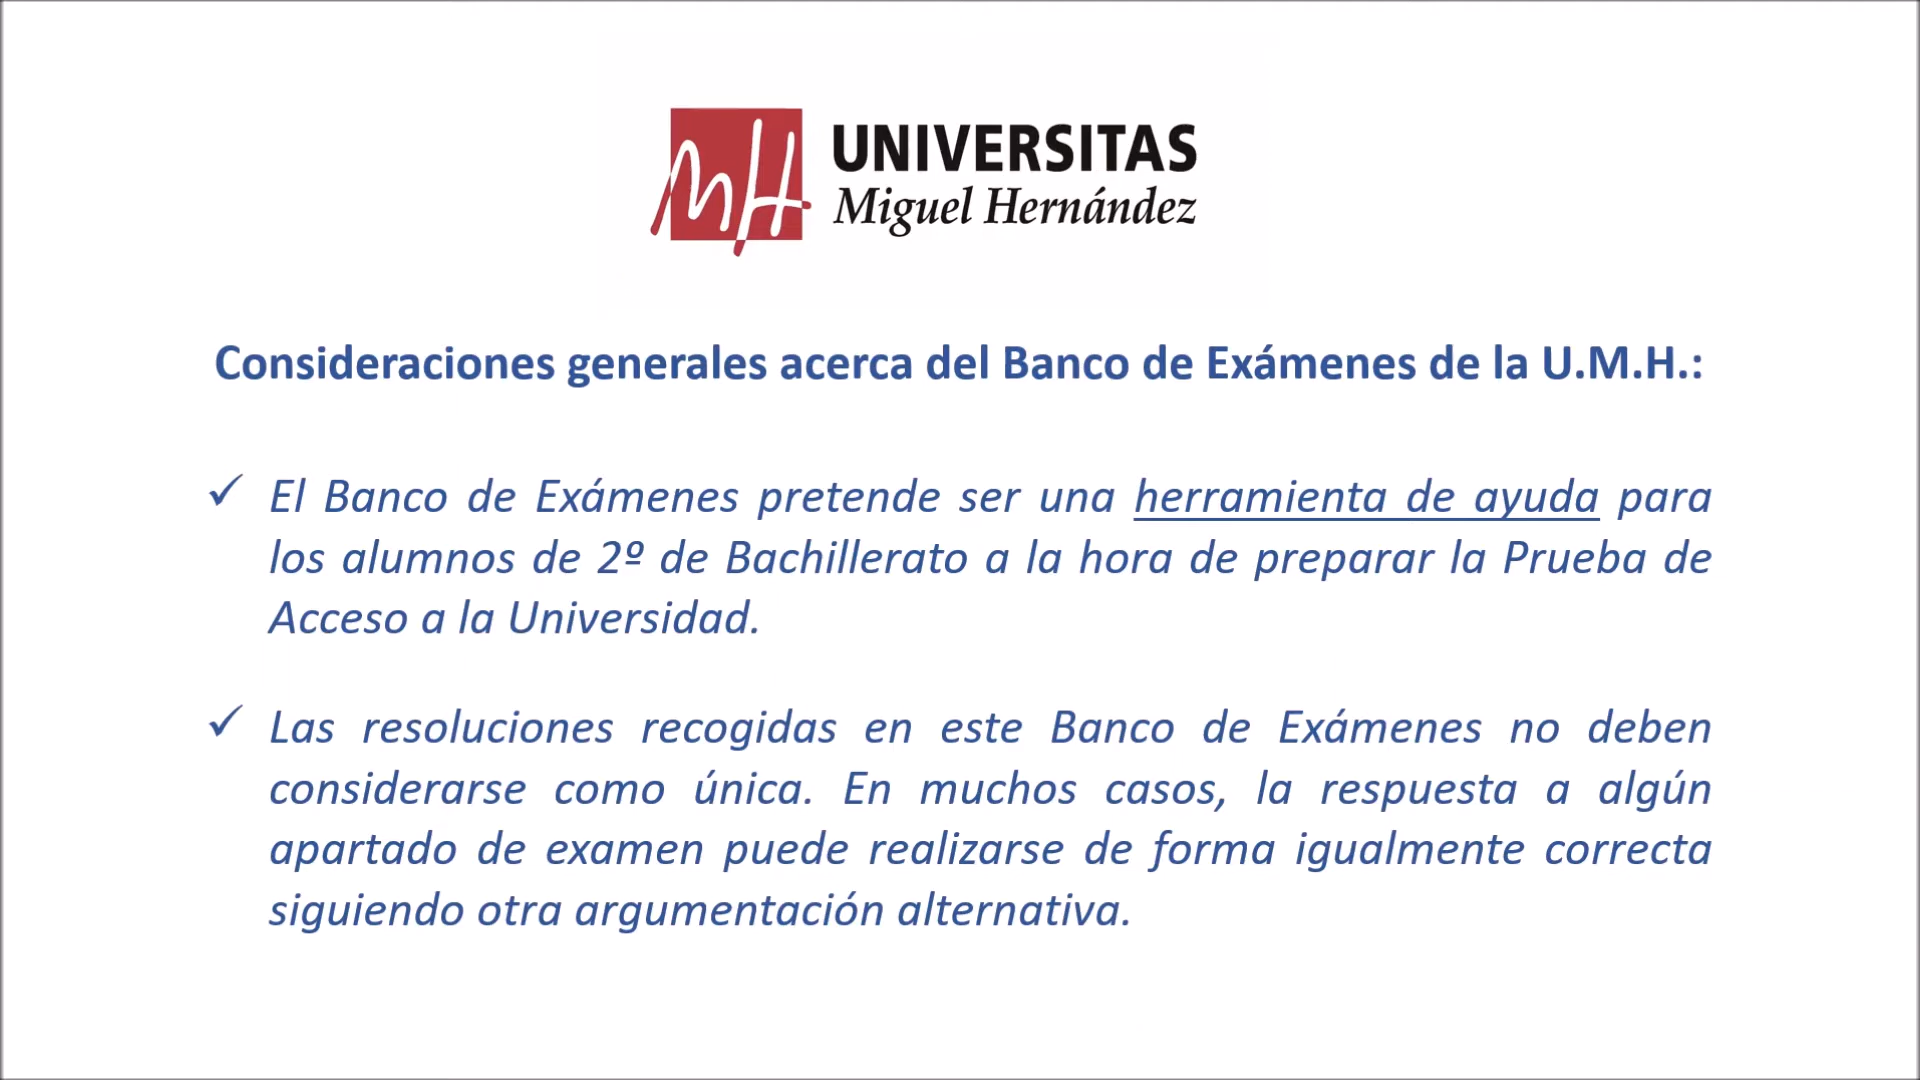 MH
UNIVERSITAS
Miguel Hernández
Consideraciones generales acerca del Banco de Exámenes de la U.M.H.:
✓ El Banco de Exámenes pretende ser una herramienta de ayuda para
los alumnos de 2º de Bachillerato a la hora de preparar la Prueba de
Acceso a la Universidad.
✓ Las resoluciones recogidas en este Banco de Exámenes no deben
considerarse como única. En muchos casos, la respuesta a algún
apartado de examen puede realizarse de forma igualmente correcta
siguiendo otra argumentación alternativa.